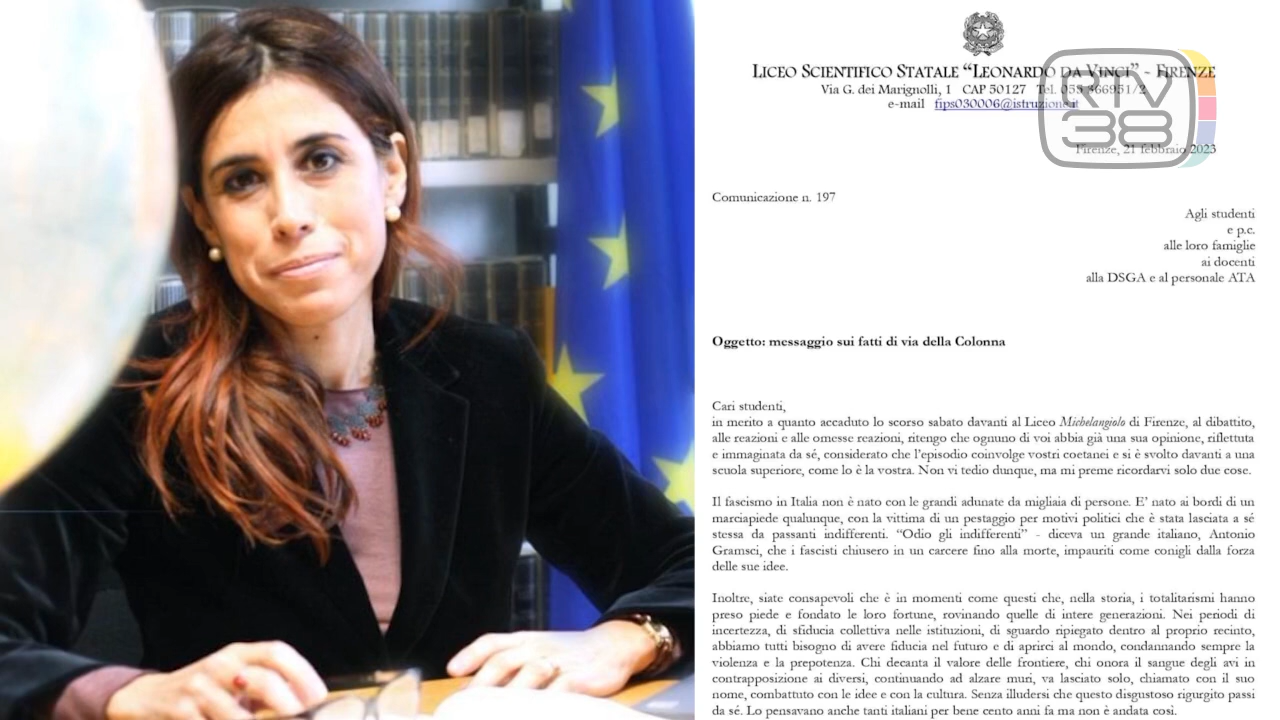 LICEO SCIENTIFICO STATALE “LEONARDO DA VINCI” - FIRENZE
Via G. dei Marignolli, 1 CAP 50127 Tel. 055 366951/2
e-mail fips030006@istruzione.it
RTV
38
Firenze, 21 febbraio 2023
Comunicazione n. 197
Agli studenti
e p.c.
alle loro famiglie
ai docenti
alla DSGA e al personale ATA
Oggetto: messaggio sui fatti di via della Colonna
Cari studenti,
in merito a quanto accaduto lo scorso sabato davanti al Liceo Michelangiolo di Firenze, al dibattito,
alle reazioni e alle omesse reazioni, ritengo che ognuno di voi abbia già una sua opinione, riflettuta
e immaginata da sé, considerato che l’episodio coinvolge vostri coetanei e si è svolto davanti a una
scuola superiore, come lo è la vostra. Non vi tedio dunque, ma mi preme ricordarvi solo due cose.
Il fascismo in Italia non è nato con le grandi adunate da migliaia di persone. E’ nato ai bordi di un
marciapiede qualunque, con la vittima di un pestaggio per motivi politici che è stata lasciata a sé
stessa da passanti indifferenti. “Odio gli indifferenti” - diceva un grande italiano, Antonio
Gramsci, che i fascisti chiusero in un carcere fino alla morte, impauriti come conigli dalla forza
delle sue idee.
Inoltre, siate consapevoli che è in momenti come questi che, nella storia, i totalitarismi hanno
preso piede e fondato le loro fortune, rovinando quelle di intere generazioni. Nei periodi di
incertezza, di sfiducia collettiva nelle istituzioni, di sguardo ripiegato dentro al proprio recinto,
abbiamo tutti bisogno di avere fiducia nel futuro e di aprirci al mondo, condannando sempre la
violenza e la prepotenza. Chi decanta il valore delle frontiere, chi onora il sangue degli avi in
contrapposizione ai diversi, continuando ad alzare muri, va lasciato solo, chiamato con il suo
nome, combattuto con le idee e con la cultura. Senza illudersi che questo disgustoso rigurgito passi
da sé. Lo pensavano anche tanti italiani per bene cento anni fa ma non è andata così.